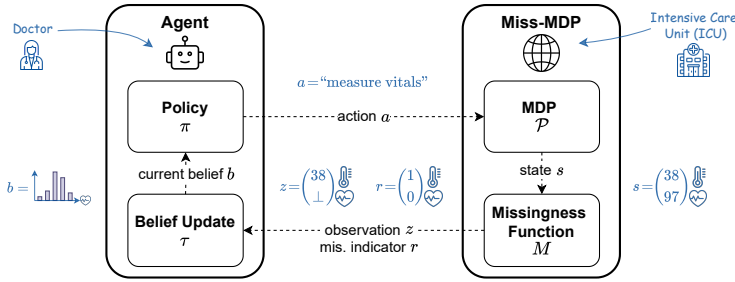 Doctor
Agent
Miss-MDP
Intensive Care
Unit (ICU)
a="measure vitals"
Policy
π
action a
MDP
𝒫
current belief b
state s
b =
z = (38 ⊥)
r = (1 0)
s = (38 97)
Belief Update
τ
observation z
mis. indicator r
Missingness
Function
M